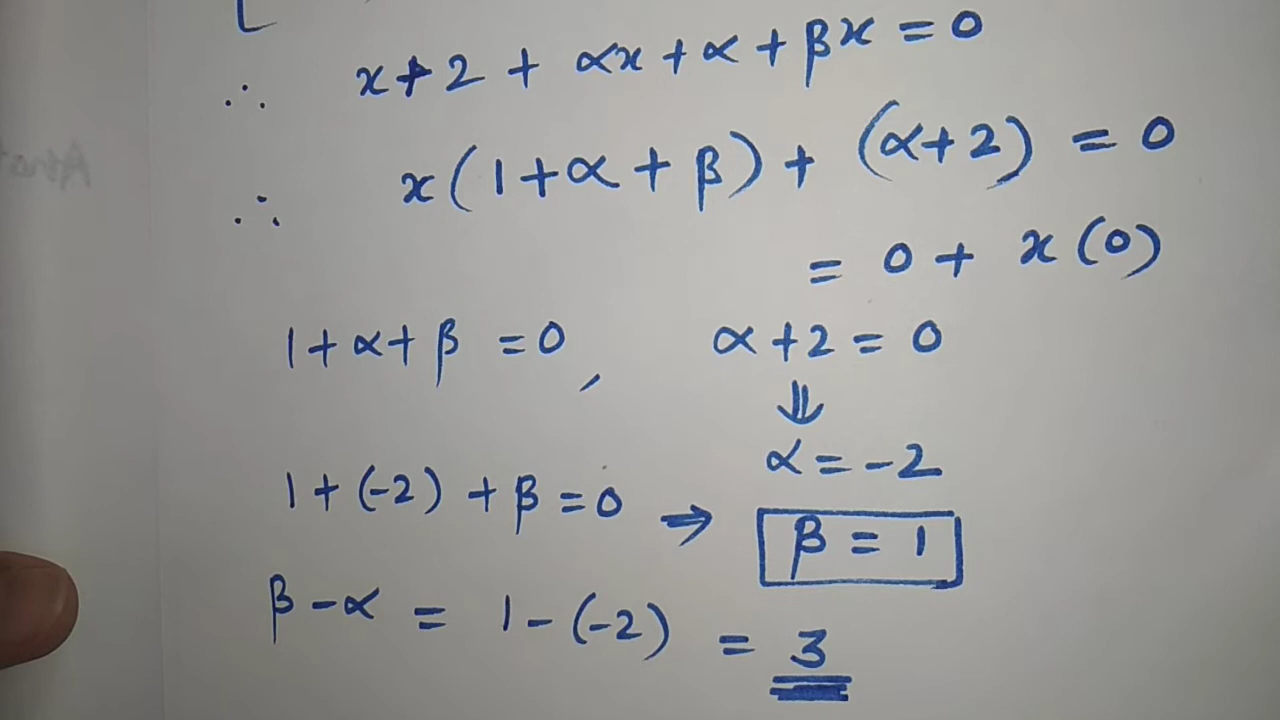 ∴ x + 2 + αx + α + βx = 0
∴ x(1 + α + β) + (α + 2) = 0
= 0 + x(0)
1 + α + β = 0, α + 2 = 0
⇓
α = -2
1 + (-2) + β = 0 ⇒ β = 1
β - α = 1 - (-2) = 3